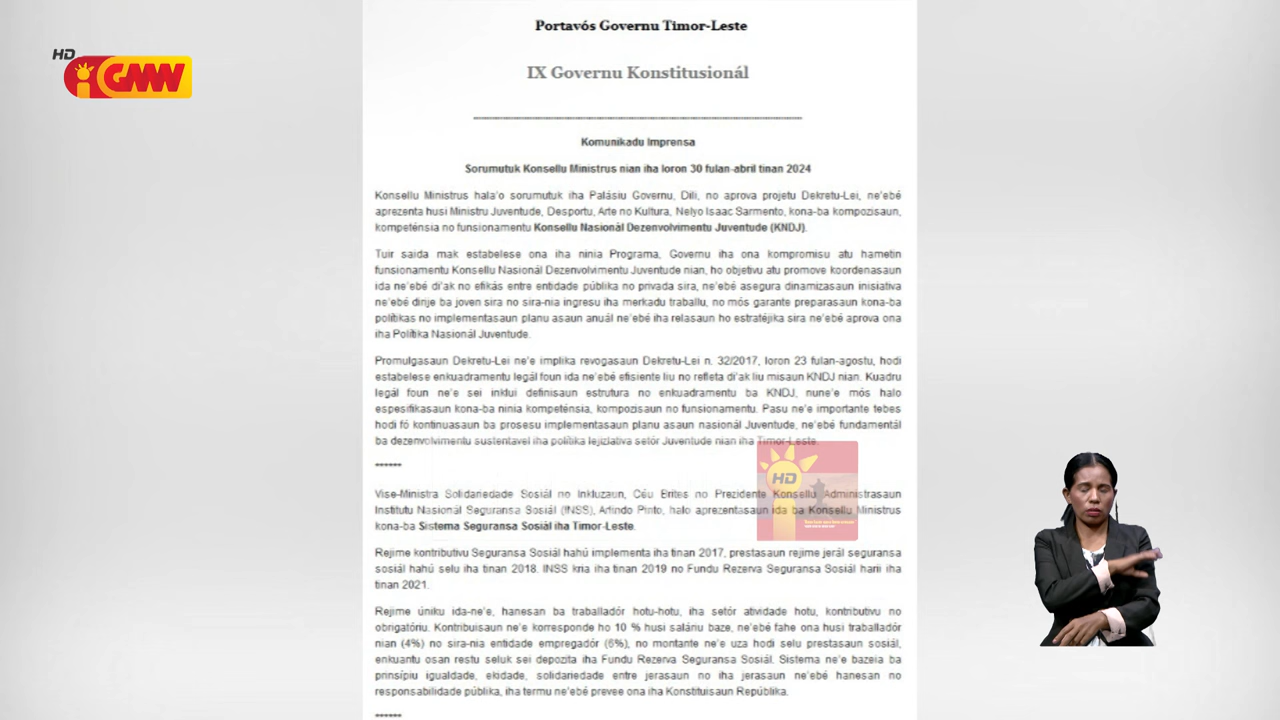 HD
GMN
Portavós Governu Timor-Leste
IX Governu Konstitusionál
Komunikadu Imprensa
Sorumutuk Konsellu Ministrus nian iha loron 30 fulan-abril tinan 2024
Konsellu Ministrus hala'o sorumutuk iha Palásiu Governu, Dili, no aprova projetu Dekretu-Lei, ne'ebé
aprezenta husi Ministru Juventude, Desportu, Arte no Kultura, Nelyo Isaac Sarmento, kona-ba kompozisaun,
kompeténsia no funsionamentu Konsellu Nasionál Dezenvolvimentu Juventude (KNDJ).
Tuir saida mak estabelese ona iha ninia Programa, Governu iha ona kompromisu atu hametin
funsionamentu Konsellu Nasionál Dezenvolvimentu Juventude nian, ho objetivu atu promove koordenasaun
ida ne'ebé di'ak no efikás entre entidade públika no privada sira, ne'ebé asegura dinamizasaun inisiativa
ne'ebé dirije ba joven sira no sira-nia ingresu iha merkadu traballu, no mós garante preparasaun kona-ba
polítikas no implementasaun planu asaun anuál ne'ebé iha relasaun ho estratéjika sira ne'ebé aprova ona
iha Polítika Nasionál Juventude.
Promulgasaun Dekretu-Lei ne'e implika revogasaun Dekretu-Lei n. 32/2017, loron 23 fulan-agostu, hodi
estabelese enkuadramentu legál foun ida ne'ebé efisiente liu no refleta di'ak liu misaun KNDJ nian. Kuadru
legál foun ne'e sei inklui definisaun estrutura no enkuadramentu ba KNDJ, nune'e mós halo
espesifikasaun kona-ba ninia kompeténsia, kompozisaun no funsionamentu. Pasu ne'e importante tebes
hodi fó kontinuasaun ba prosesu implementasaun planu asaun nasionál Juventude, ne'ebé fundamentál
ba dezenvolvimentu sustentavel iha polítika lejizlativa setór Juventude nian iha Timor-Leste.
******
HD
Vise-Ministra Solidariedade Sosiál no Inkluzaun, Céu Brites no Prezidente Konsellu Administrasaun
Institutu Nasionál Seguransa Sosiál (INSS), Arlindo Pinto, halo aprezentasaun ida ba Konsellu Ministrus
kona-ba Sistema Seguransa Sosiál iha Timor-Leste.
Rejime kontributivu Seguransa Sosiál hahú implementa iha tinan 2017, prestasaun rejime jerál seguransa
sosiál hahú selu iha tinan 2018. INSS kria iha tinan 2019 no Fundu Rezerva Seguransa Sosiál harii iha
tinan 2021.
Rejime úniku ida-ne'e, hanesan ba traballadór hotu-hotu, iha setór atividade hotu, kontributivu no
obrigatóriu. Kontribuisaun ne'e korresponde ho 10 % husi saláriu baze, ne'ebé fahe ona husi traballadór
nian (4%) no sira-nia entidade empregadór (6%), no montante ne'e uza hodi selu prestasaun sosiál,
enkuantu osan restu seluk sei depozita iha Fundu Rezerva Seguransa Sosiál. Sistema ne'e bazeia ba
prinsípiu igualdade, ekidade, solidariedade entre jerasaun no iha jerasaun ne'ebé hanesan no
responsabilidade públika, iha termu ne'ebé prevee ona iha Konstituisaun Repúblika.
******